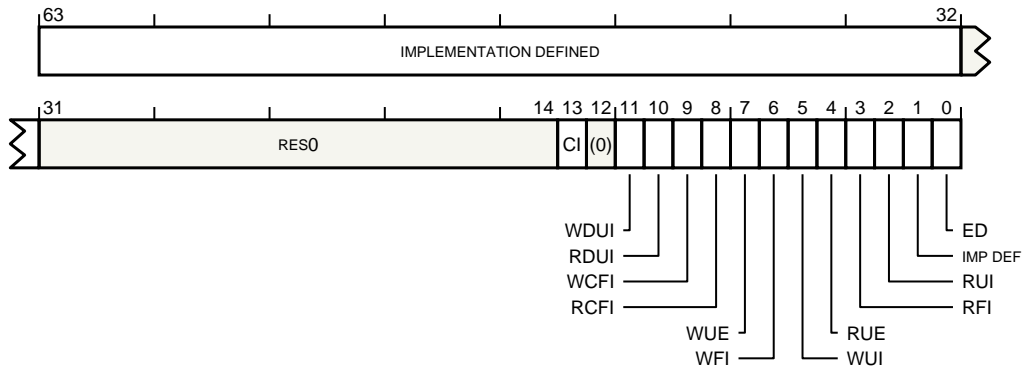 63 32
IMPLEMENTATION DEFINED
31 14 13 12 11 10 9 8 7 6 5 4 3 2 1 0
RES0 CI (0)
WDUI ED
RDUI IMP DEF
WCFI RUI
RCFI RFI
WUE RUE
WFI WUI